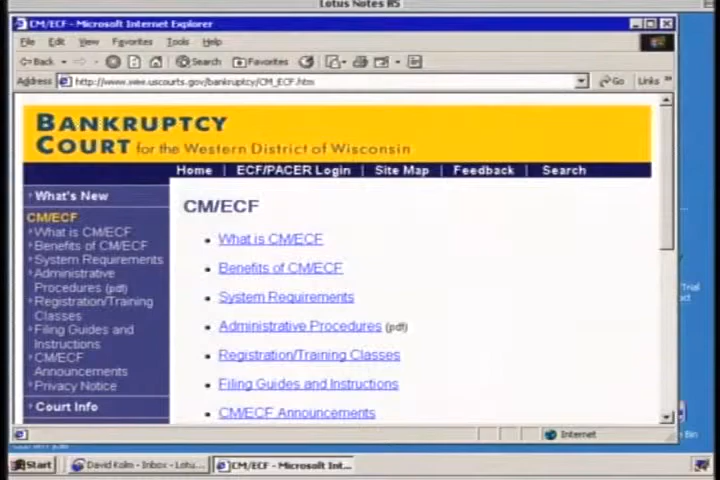 Lotus Notes R5
CM/ECF - Microsoft Internet Explorer
File Edit View Favorites Tools Help
Back Search Favorites
Address http://www.wiw.uscourts.gov/bankruptcy/CM_ECF.htm Go Links »
BANKRUPTCY
COURT for the Western District of Wisconsin
Home | ECF/PACER Login | Site Map | Feedback | Search
What's New
CM/ECF
What is CM/ECF
Benefits of CM/ECF
System Requirements
Administrative
Procedures (pdf)
Registration/Training
Classes
Filing Guides and
Instructions
CM/ECF
Announcements
Privacy Notice
Court Info
CM/ECF
What is CM/ECF
Benefits of CM/ECF
System Requirements
Administrative Procedures (pdf)
Registration/Training Classes
Filing Guides and Instructions
CM/ECF Announcements
Trial
Bin
Internet
Start David Kolm - Inbox - Lotu... CM/ECF - Microsoft Int...